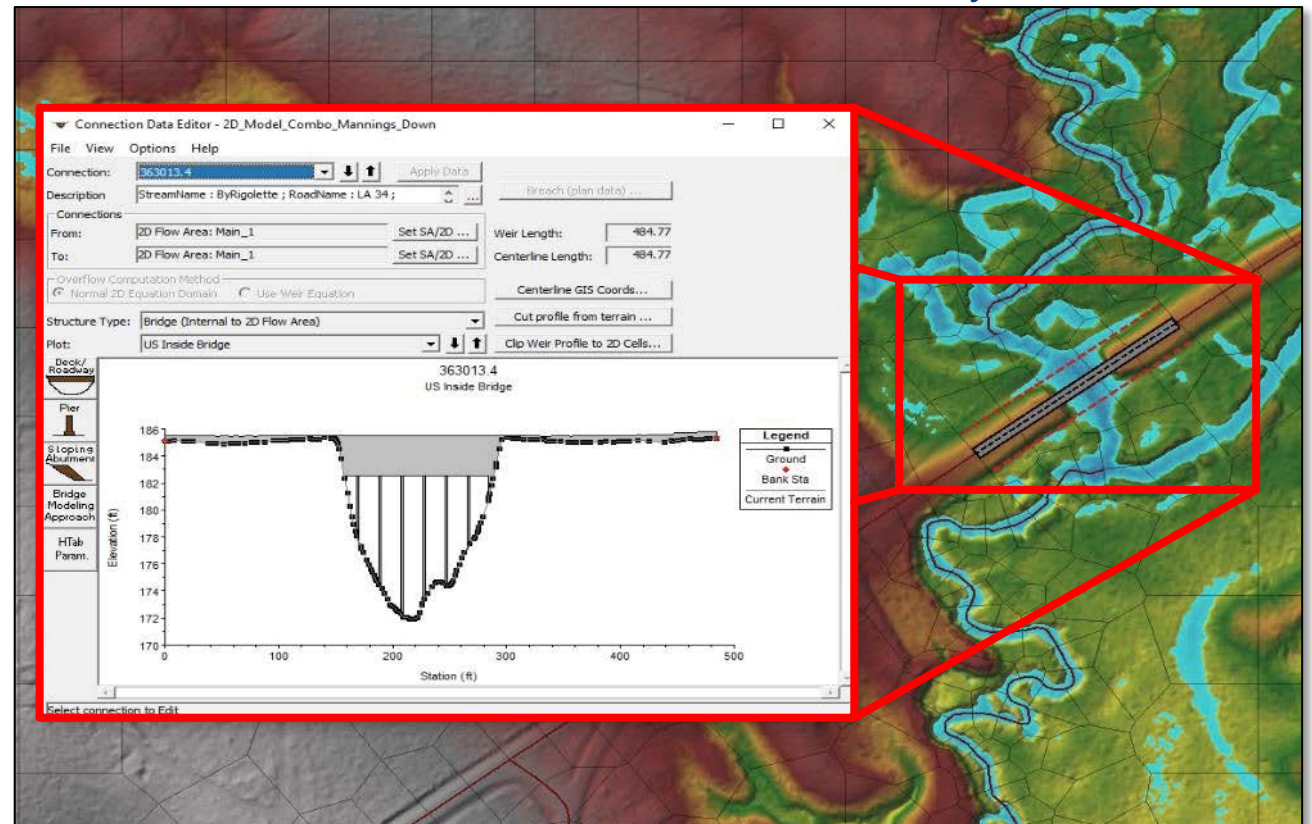 Connection Data Editor - 2D_Model_Combo_Mannings_Down
File View Options Help
Connection: 363013.4 Apply Data
Description StreamName : ByRigolette ; RoadName : LA 34 ; ... Breach (plan data) ...
Connections
From: 2D Flow Area: Main_1 Set SA/2D ... Weir Length: 484.77
To: 2D Flow Area: Main_1 Set SA/2D ... Centerline Length: 484.77
Overflow Computation Method
Normal 2D Equation Domain Use Weir Equation Centerline GIS Coords...
Structure Type: Bridge (Internal to 2D Flow Area) Cut profile from terrain ...
Plot: US Inside Bridge Clip Weir Profile to 2D Cells...
Deck/
Roadway
Pier
Sloping
Abutment
Bridge
Modeling
Approach
HTab
Param.
363013.4
US Inside Bridge
Elevation (ft)
186
184
182
180
178
176
174
172
170
0 100 200 300 400 500
Station (ft)
Legend
Ground
Bank Sta
Current Terrain
Select connection to Edit